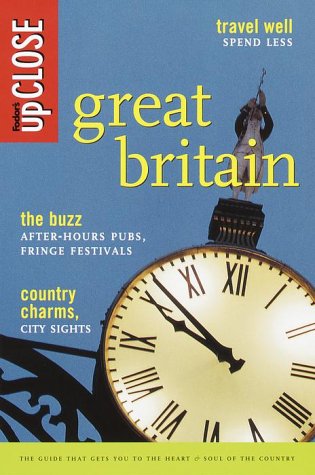 Fodor's
upCLOSE
travel well
SPEND LESS
great
britain
the buzz
AFTER-HOURS PUBS,
FRINGE FESTIVALS
country
charms,
CITY SIGHTS
THE GUIDE THAT GETS YOU TO THE HEART & SOUL OF THE COUNTRY